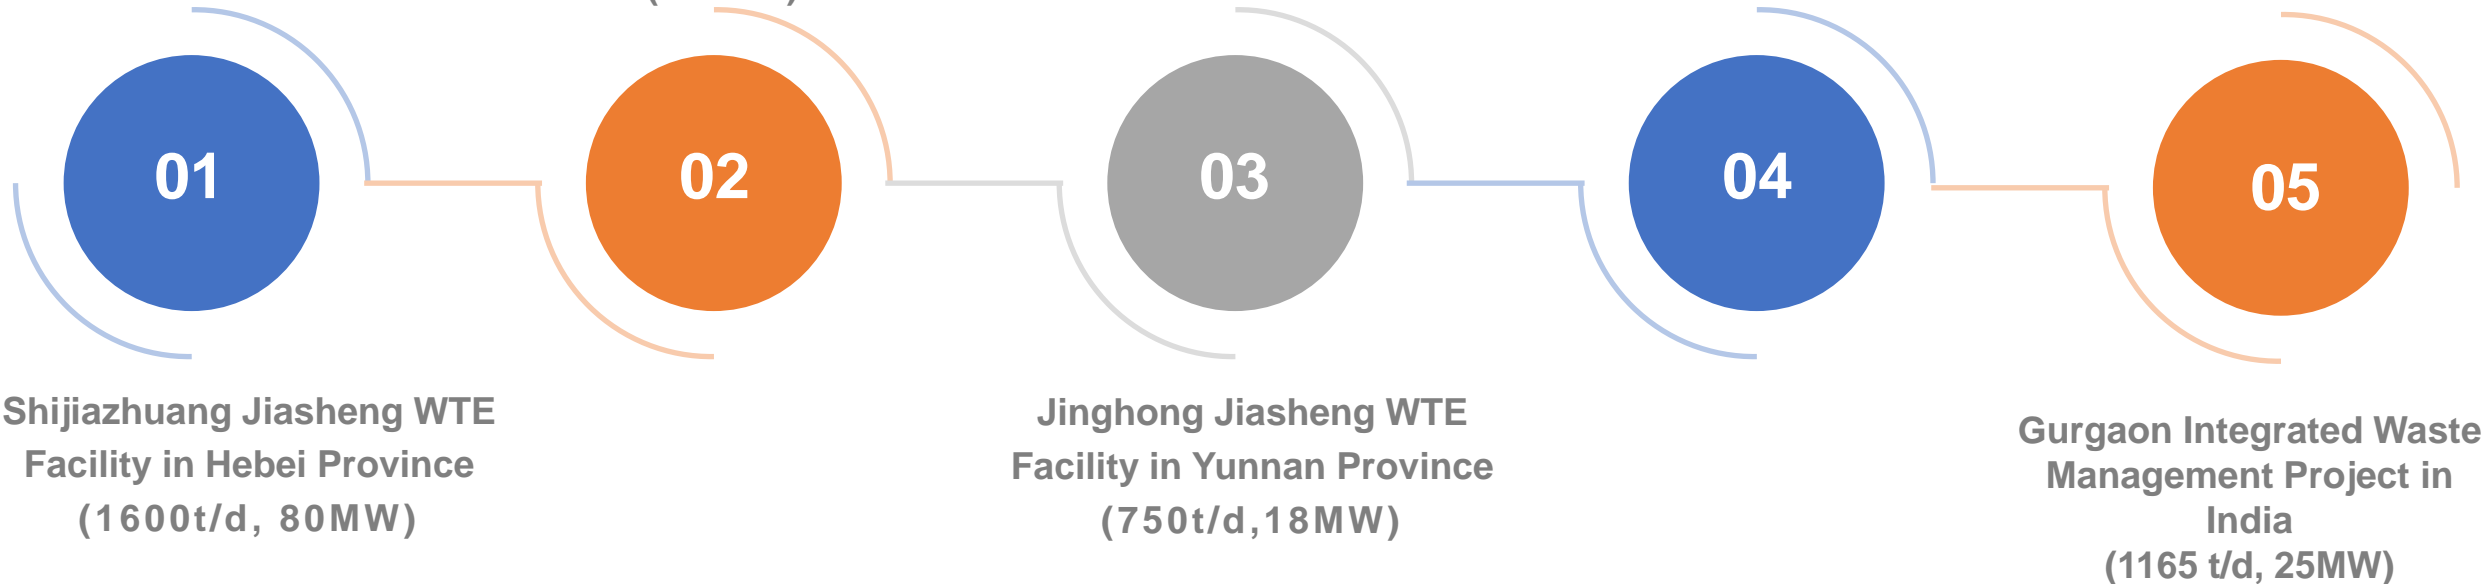 01
02
03
04
05
Shijiazhuang Jiasheng WTE
Facility in Hebei Province
(1600t/d, 80MW)
Jinghong Jiasheng WTE
Facility in Yunnan Province
(750t/d,18MW)
Gurgaon Integrated Waste
Management Project in
India
(1165 t/d, 25MW)